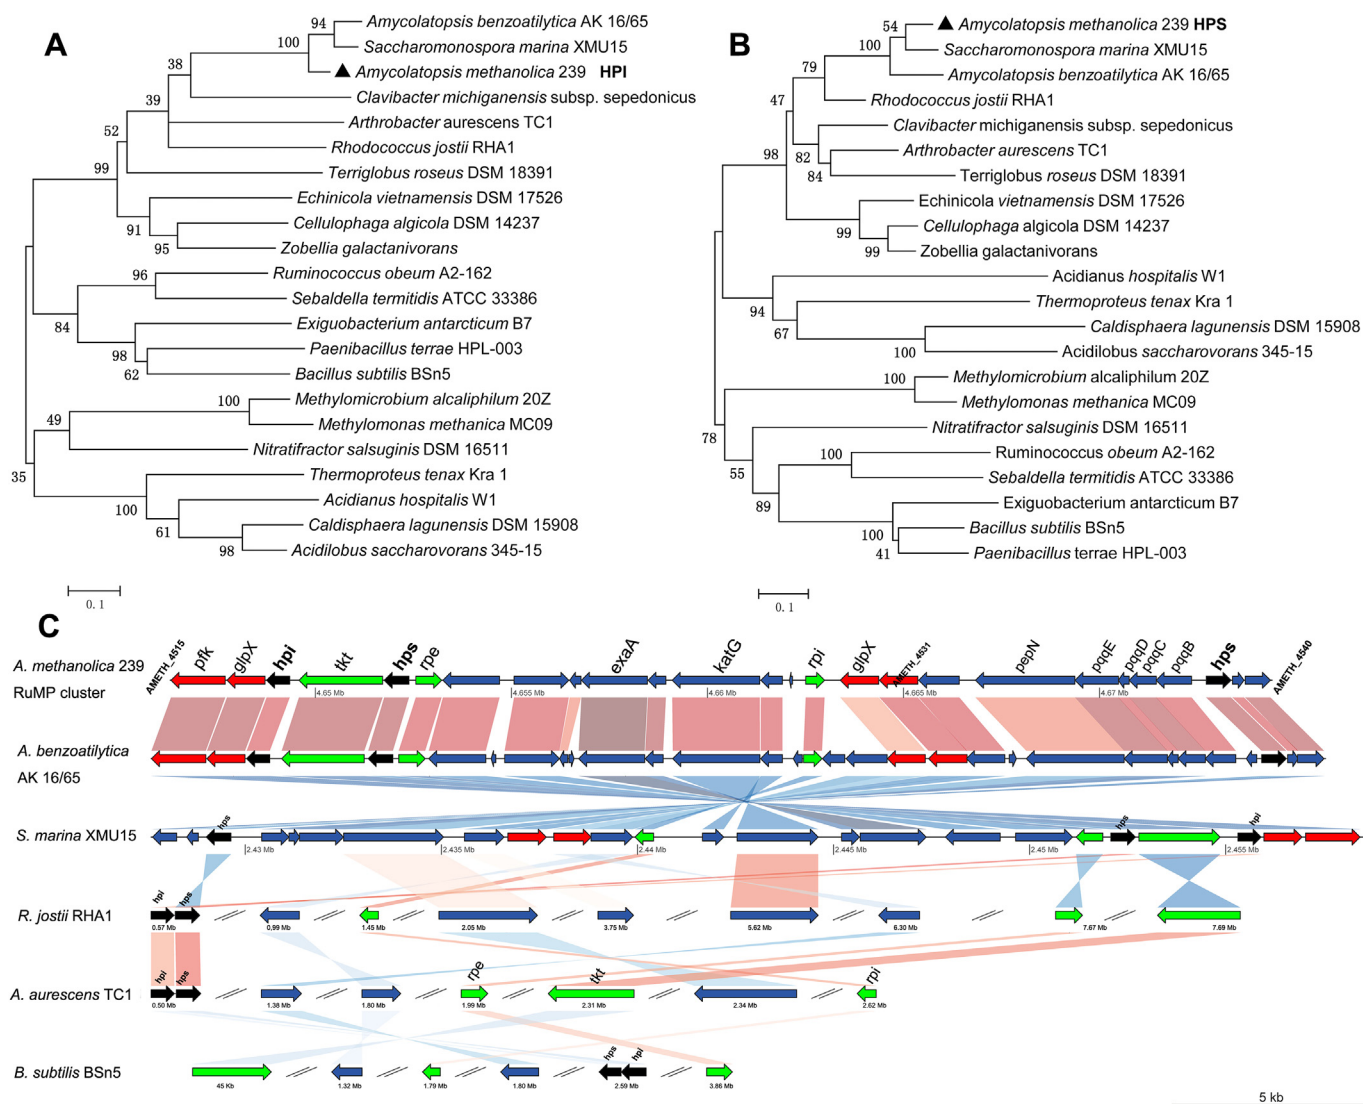 A
94
Amycolatopsis benzoatilytica AK 16/65
100
Saccharomonospora marina XMU15
38
Amycolatopsis methanolica 239 HPI
39
Clavibacter michiganensis subsp. sepedonicus
52
Arthrobacter aurescens TC1
Rhodococcus jostii RHA1
99
Terriglobus roseus DSM 18391
Echinicola vietnamensis DSM 17526
91
Cellulophaga algicola DSM 14237
95
Zobellia galactanivorans
96
Ruminococcus obeum A2-162
Sebaldella termitidis ATCC 33386
84
Exiguobacterium antarcticum B7
98
Paenibacillus terrae HPL-003
62
Bacillus subtilis BSn5
100
Methylomicrobium alcaliphilum 20Z
49
Methylomonas methanica MC09
Nitratifractor salsuginis DSM 16511
35
Thermoproteus tenax Kra 1
100
Acidianus hospitalis W1
61
Caldisphaera lagunensis DSM 15908
98
Acidilobus saccharovorans 345-15
0.1
B
54
Amycolatopsis methanolica 239 HPS
100
Saccharomonospora marina XMU15
79
Amycolatopsis benzoatilytica AK 16/65
47
Rhodococcus jostii RHA1
Clavibacter michiganensis subsp. sepedonicus
98
82
Arthrobacter aurescens TC1
84
Terriglobus roseus DSM 18391
Echinicola vietnamensis DSM 17526
99
Cellulophaga algicola DSM 14237
99
Zobellia galactanivorans
Acidianus hospitalis W1
94
Thermoproteus tenax Kra 1
67
Caldisphaera lagunensis DSM 15908
100
Acidilobus saccharovorans 345-15
100
Methylomicrobium alcaliphilum 20Z
Methylomonas methanica MC09
78
Nitratifractor salsuginis DSM 16511
55
100
Ruminococcus obeum A2-162
Sebaldella termitidis ATCC 33386
89
Exiguobacterium antarcticum B7
100
Bacillus subtilis BSn5
41
Paenibacillus terrae HPL-003
0.1
C
A. methanolica 239
RuMP cluster
AMETH_4515
pfk
glpX
hpi
tkt
hps
rpe
exaA
katG
rpi
glpX
AMETH_4531
pepN
pqqE
pqqD
pqqC
pqqB
hps
AMETH_4540
4.65 Mb
4.655 Mb
4.66 Mb
4.665 Mb
4.67 Mb
A. benzoatilytica
AK 16/65
S. marina XMU15
hps
hps
hpi
2.43 Mb
2.435 Mb
2.44 Mb
2.445 Mb
2.45 Mb
2.455 Mb
R. jostii RHA1
hpi
hps
0.57 Mb
0.99 Mb
1.45 Mb
2.05 Mb
3.75 Mb
5.62 Mb
6.30 Mb
7.67 Mb
7.69 Mb
A. aurescens TC1
hpi
hps
rpe
tkt
rpi
0.50 Mb
1.38 Mb
1.80 Mb
1.99 Mb
2.31 Mb
2.34 Mb
2.62 Mb
B. subtilis BSn5
hps
hpi
45 Kb
1.32 Mb
1.79 Mb
1.80 Mb
2.59 Mb
3.86 Mb
5 kb